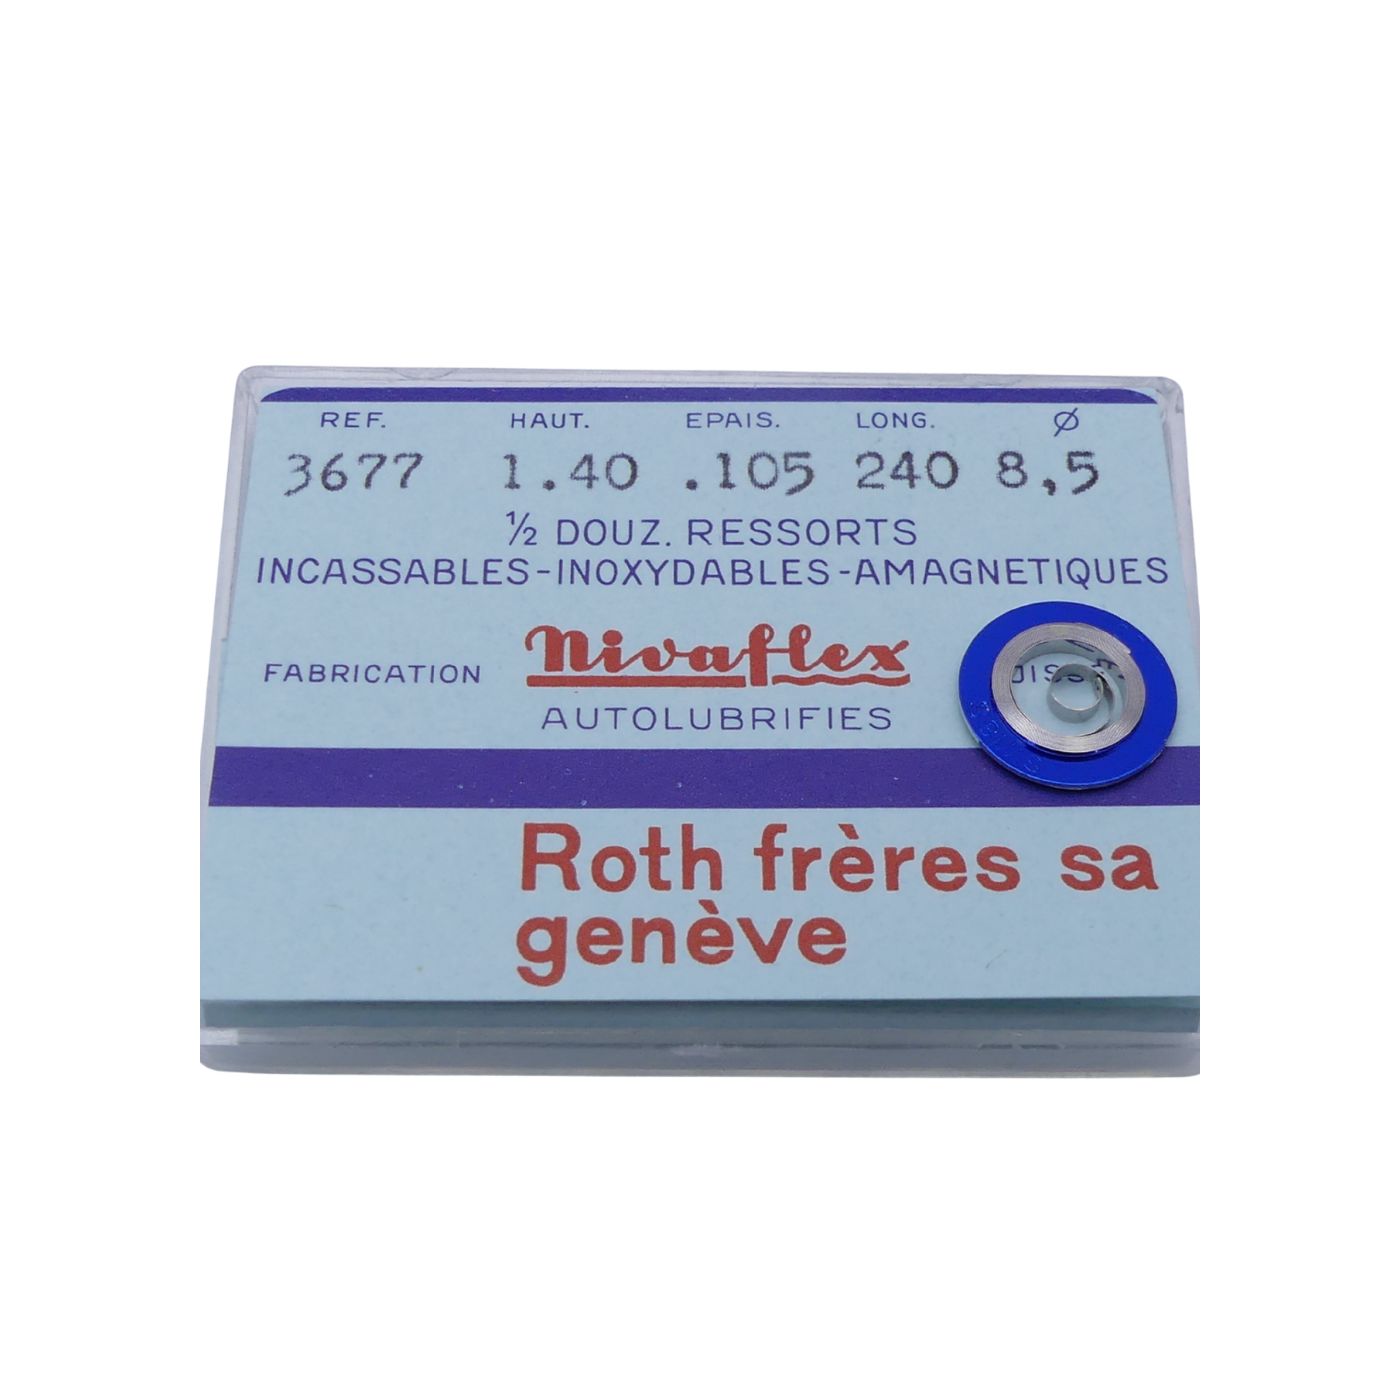 REF. HAUT. EPAIS. LONG. Ø
3677 1.40 .105 240 8,5
½ DOUZ. RESSORTS
INCASSABLES-INOXYDABLES-AMAGNETIQUES
FABRICATION Nivaflex
AUTOLUBRIFIES
Roth frères sa
genève